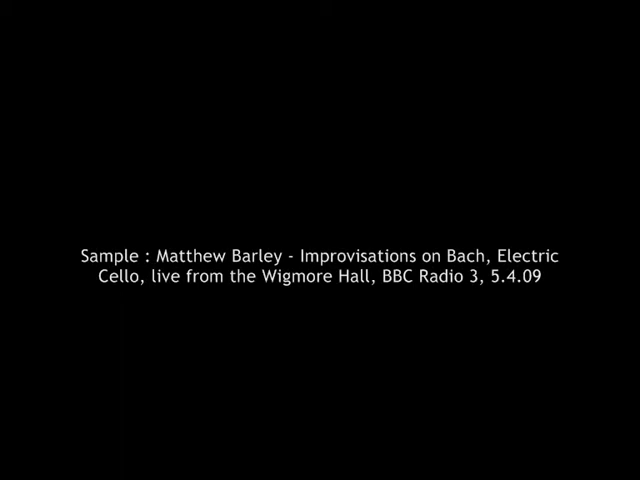 Sample : Matthew Barley - Improvisations on Bach, Electric
Cello, live from the Wigmore Hall, BBC Radio 3, 5.4.09